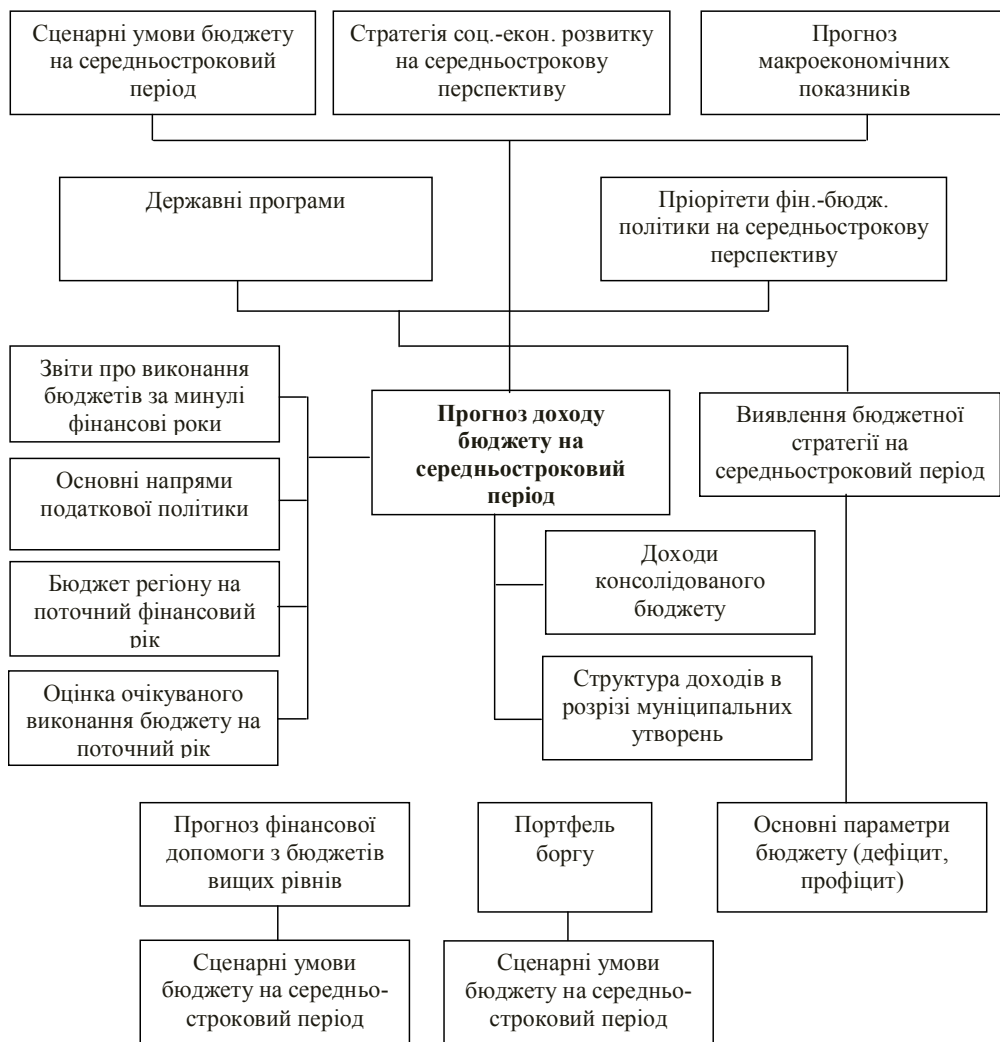 Сценарні умови бюджету
на середньостроковий
період
Стратегія соц.-екон. розвитку
на середньострокову
перспективу
Прогноз
макроекономічних
показників
Державні програми
Пріорітети фін.-бюдж.
політики на середньострокову
перспективу
Звіти про виконання
бюджетів за минулі
фінансові роки
Основні напрями
податкової політики
Бюджет регіону на
поточний фінансовий
рік
Оцінка очікуваного
виконання бюджету на
поточний рік
Прогноз доходу
бюджету на
середньостроковий
період
Виявлення бюджетної
стратегії на
середньостроковий період
Доходи
консолідованого
бюджету
Структура доходів в
розрізі муніципальних
утворень
Прогноз фінансової
допомоги з бюджетів
вищих рівнів
Портфель
боргу
Основні параметри
бюджету (дефіцит,
профіцит)
Сценарні умови
бюджету на середньо-
строковий період
Сценарні умови
бюджету на середньо-
строковий період